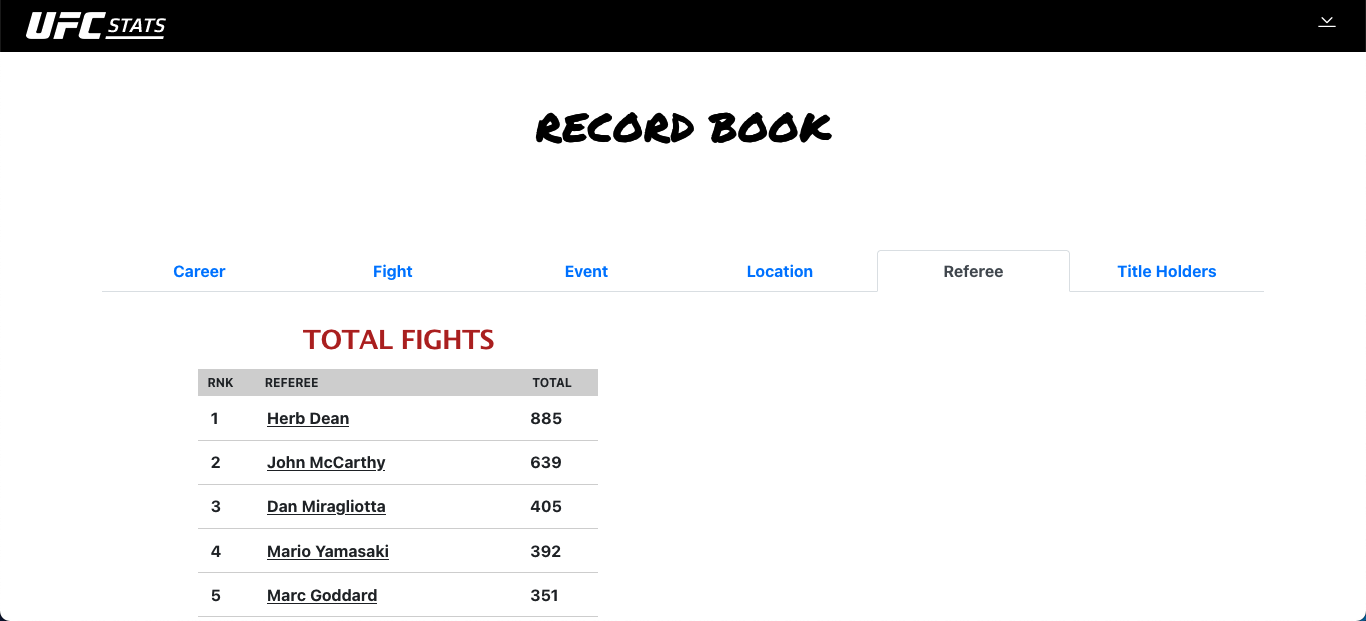 UFC STATS
RECORD BOOK
Career Fight Event Location Referee Title Holders
TOTAL FIGHTS
RNK REFEREE TOTAL
1 Herb Dean 885
2 John McCarthy 639
3 Dan Miragliotta 405
4 Mario Yamasaki 392
5 Marc Goddard 351